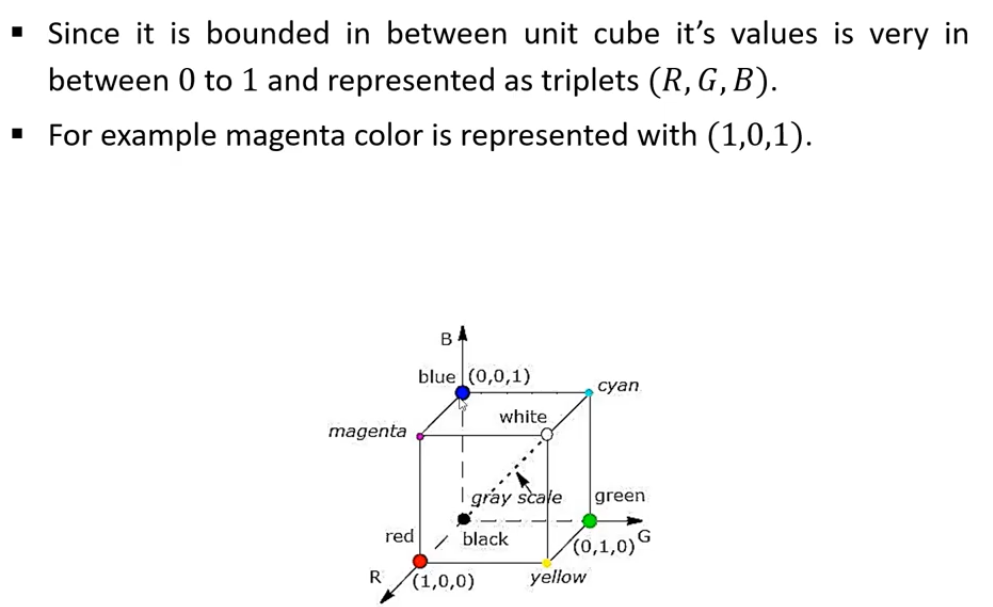 ▪ Since it is bounded in between unit cube it's values is very in
between 0 to 1 and represented as triplets (R, G, B).
▪ For example magenta color is represented with (1,0,1).
B
blue (0,0,1)
cyan
white
magenta
gray scale
green
red
black
(0,1,0) G
R
(1,0,0)
yellow